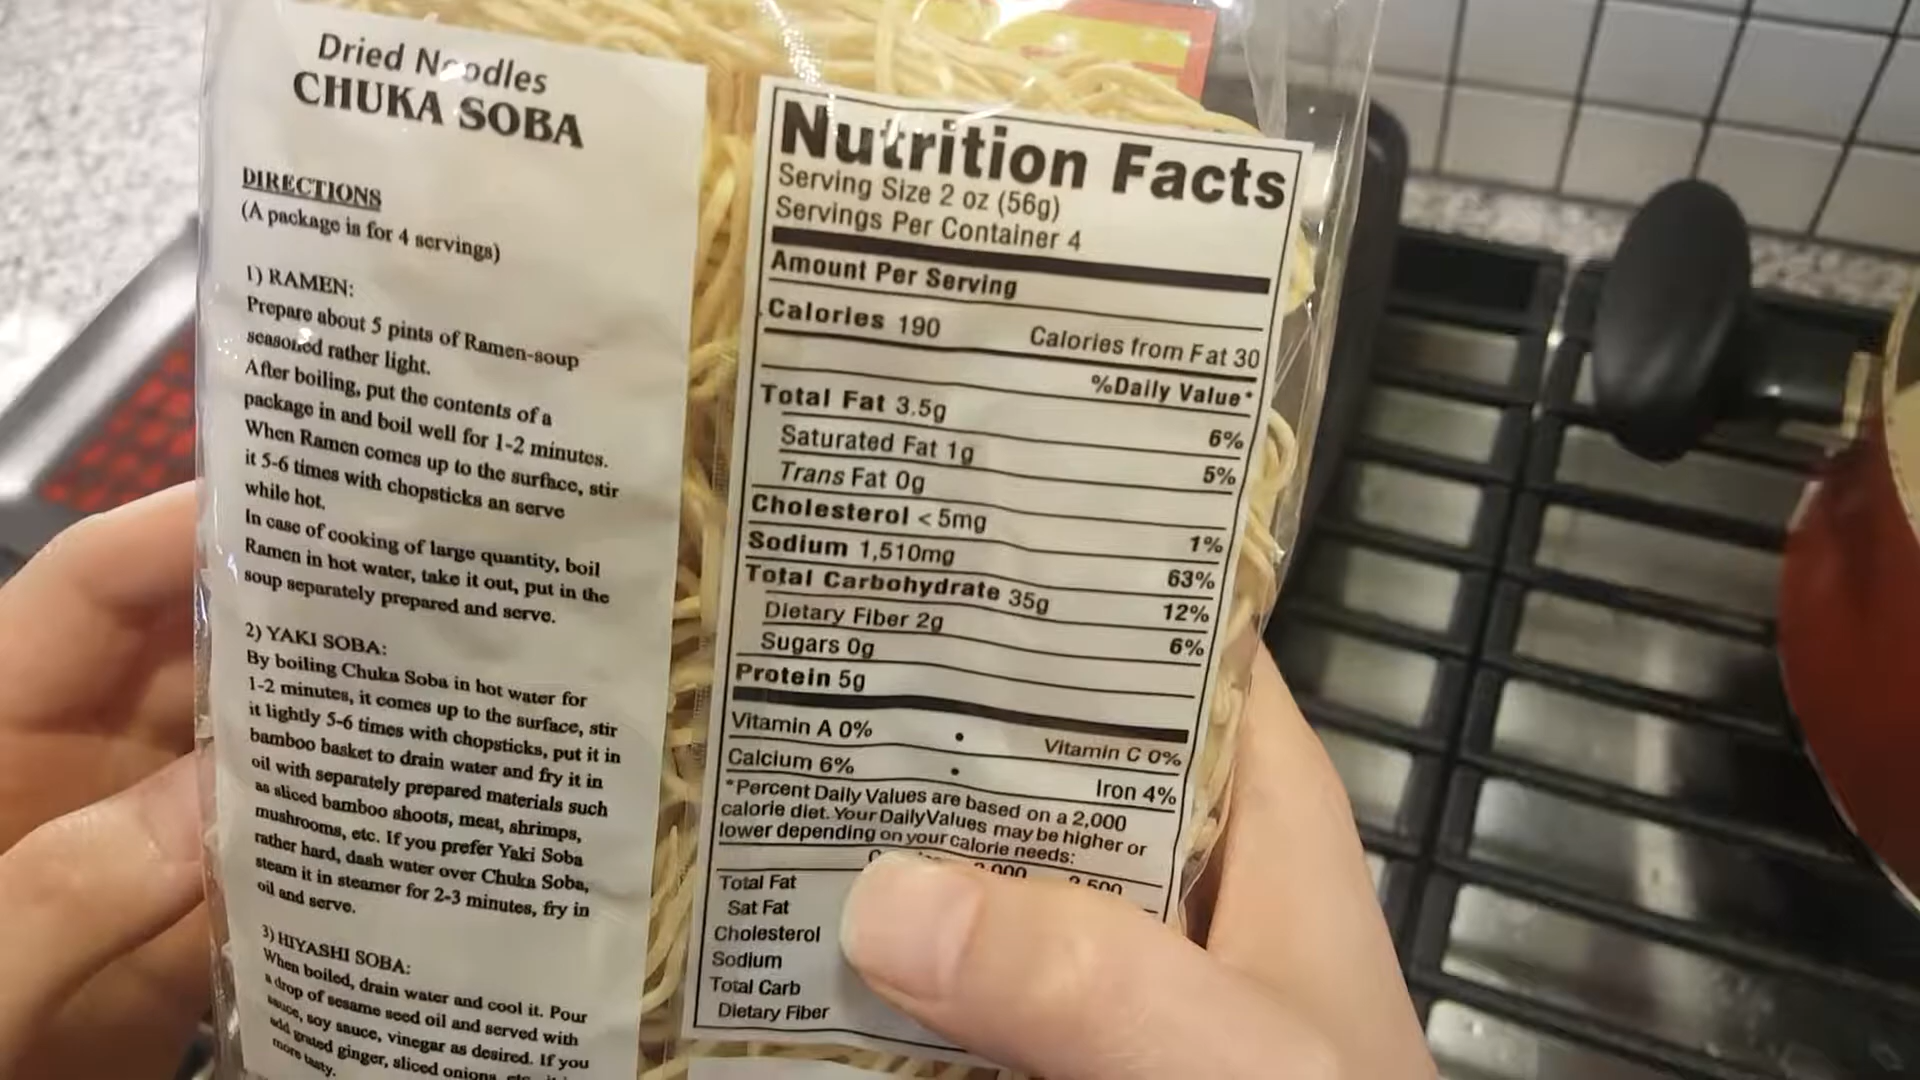 Dried Noodles
CHUKA SOBA
DIRECTIONS
(A package is for 4 servings)
1) RAMEN:
Prepare about 5 pints of Ramen-soup
seasoned rather light.
After boiling, put the contents of a
package in and boil well for 1-2 minutes.
When Ramen comes up to the surface, stir
it 5-6 times with chopsticks an serve
while hot.
In case of cooking of large quantity, boil
Ramen in hot water, take it out, put in the
soup separately prepared and serve.
2) YAKI SOBA:
By boiling Chuka Soba in hot water for
1-2 minutes, it comes up to the surface, stir
it lightly 5-6 times with chopsticks, put it in
bamboo basket to drain water and fry it in
oil with separately prepared materials such
as sliced bamboo shoots, meat, shrimps,
mushrooms, etc. If you prefer Yaki Soba
rather hard, dash water over Chuka Soba,
steam it in steamer for 2-3 minutes, fry in
oil and serve.
3) HIYASHI SOBA:
When boiled, drain water and cool it. Pour
a drop of sesame seed oil and served with
sauce, soy sauce, vinegar as desired. If you
add grated ginger, sliced onions, etc.
more tasty.
Nutrition Facts
Serving Size 2 oz (56g)
Servings Per Container 4
Amount Per Serving
Calories 190 Calories from Fat 30
%Daily Value*
Total Fat 3.5g 6%
Saturated Fat 1g 5%
Trans Fat 0g
Cholesterol <5mg 1%
Sodium 1,510mg 63%
Total Carbohydrate 35g 12%
Dietary Fiber 2g 6%
Sugars 0g
Protein 5g
Vitamin A 0% • Vitamin C 0%
Calcium 6% • Iron 4%
*Percent Daily Values are based on a 2,000
calorie diet. Your Daily Values may be higher or
lower depending on your calorie needs:
2,000 2,500
Total Fat
Sat Fat
Cholesterol
Sodium
Total Carb
Dietary Fiber